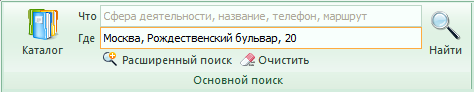 Что Сфера деятельности, название, телефон, маршрут
Где Москва, Рождественский бульвар, 20
Каталог Расширенный поиск Очистить Найти
Основной поиск